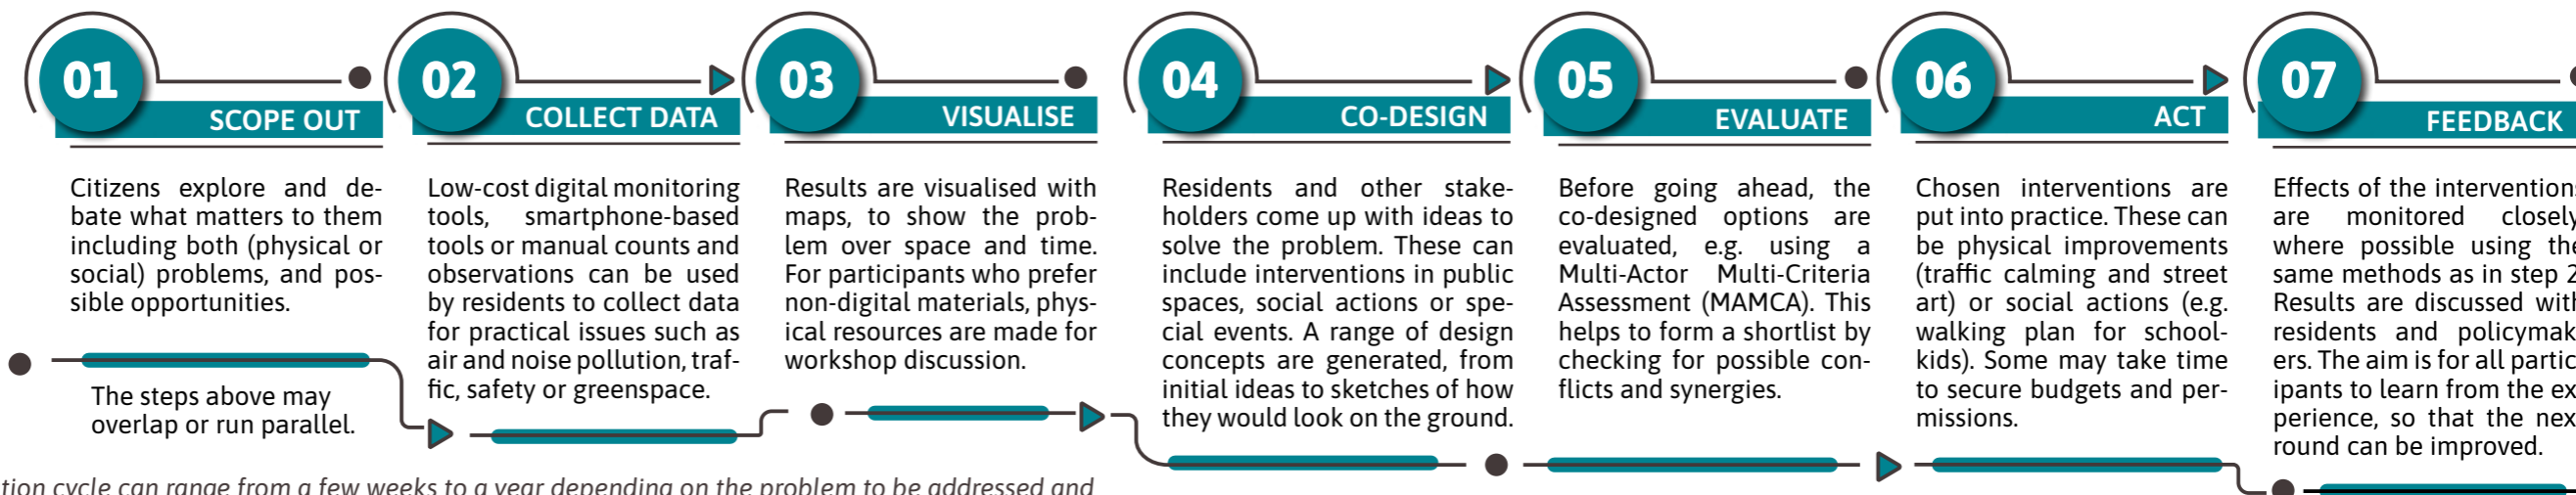 01
SCOPE OUT
Citizens explore and de-
bate what matters to them
including both (physical or
social) problems, and pos-
sible opportunities.
The steps above may
overlap or run parallel.
02
COLLECT DATA
Low-cost digital monitoring
tools, smartphone-based
tools or manual counts and
observations can be used
by residents to collect data
for practical issues such as
air and noise pollution, traf-
fic, safety or greenspace.
03
VISUALISE
Results are visualised with
maps, to show the prob-
lem over space and time.
For participants who prefer
non-digital materials, phys-
ical resources are made for
workshop discussion.
04
CO-DESIGN
Residents and other stake-
holders come up with ideas to
solve the problem. These can
include interventions in public
spaces, social actions or spe-
cial events. A range of design
concepts are generated, from
initial ideas to sketches of how
they would look on the ground.
05
EVALUATE
Before going ahead, the
co-designed options are
evaluated, e.g. using a
Multi-Actor Multi-Criteria
Assessment (MAMCA). This
helps to form a shortlist by
checking for possible con-
flicts and synergies.
06
ACT
Chosen interventions are
put into practice. These can
be physical improvements
(traffic calming and street
art) or social actions (e.g.
walking plan for school-
kids). Some may take time
to secure budgets and per-
missions.
07
FEEDBACK
Effects of the interventions
are monitored closely
where possible using the
same methods as in step 2
Results are discussed with
residents and policymak
ers. The aim is for all partic
ipants to learn from the ex
perience, so that the nex
round can be improved.
tion cycle can range from a few weeks to a year depending on the problem to be addressed and